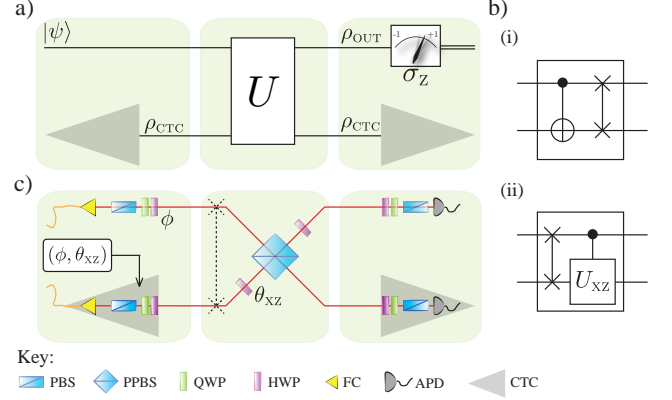 a)
|ψ⟩
ρOUT
-1
+1
σZ
U
ρCTC
ρCTC
b)
(i)
(ii)
UXZ
c)
ϕ
(ϕ, θXZ)
θXZ
Key:
PBS
PPBS
QWP
HWP
FC
APD
CTC